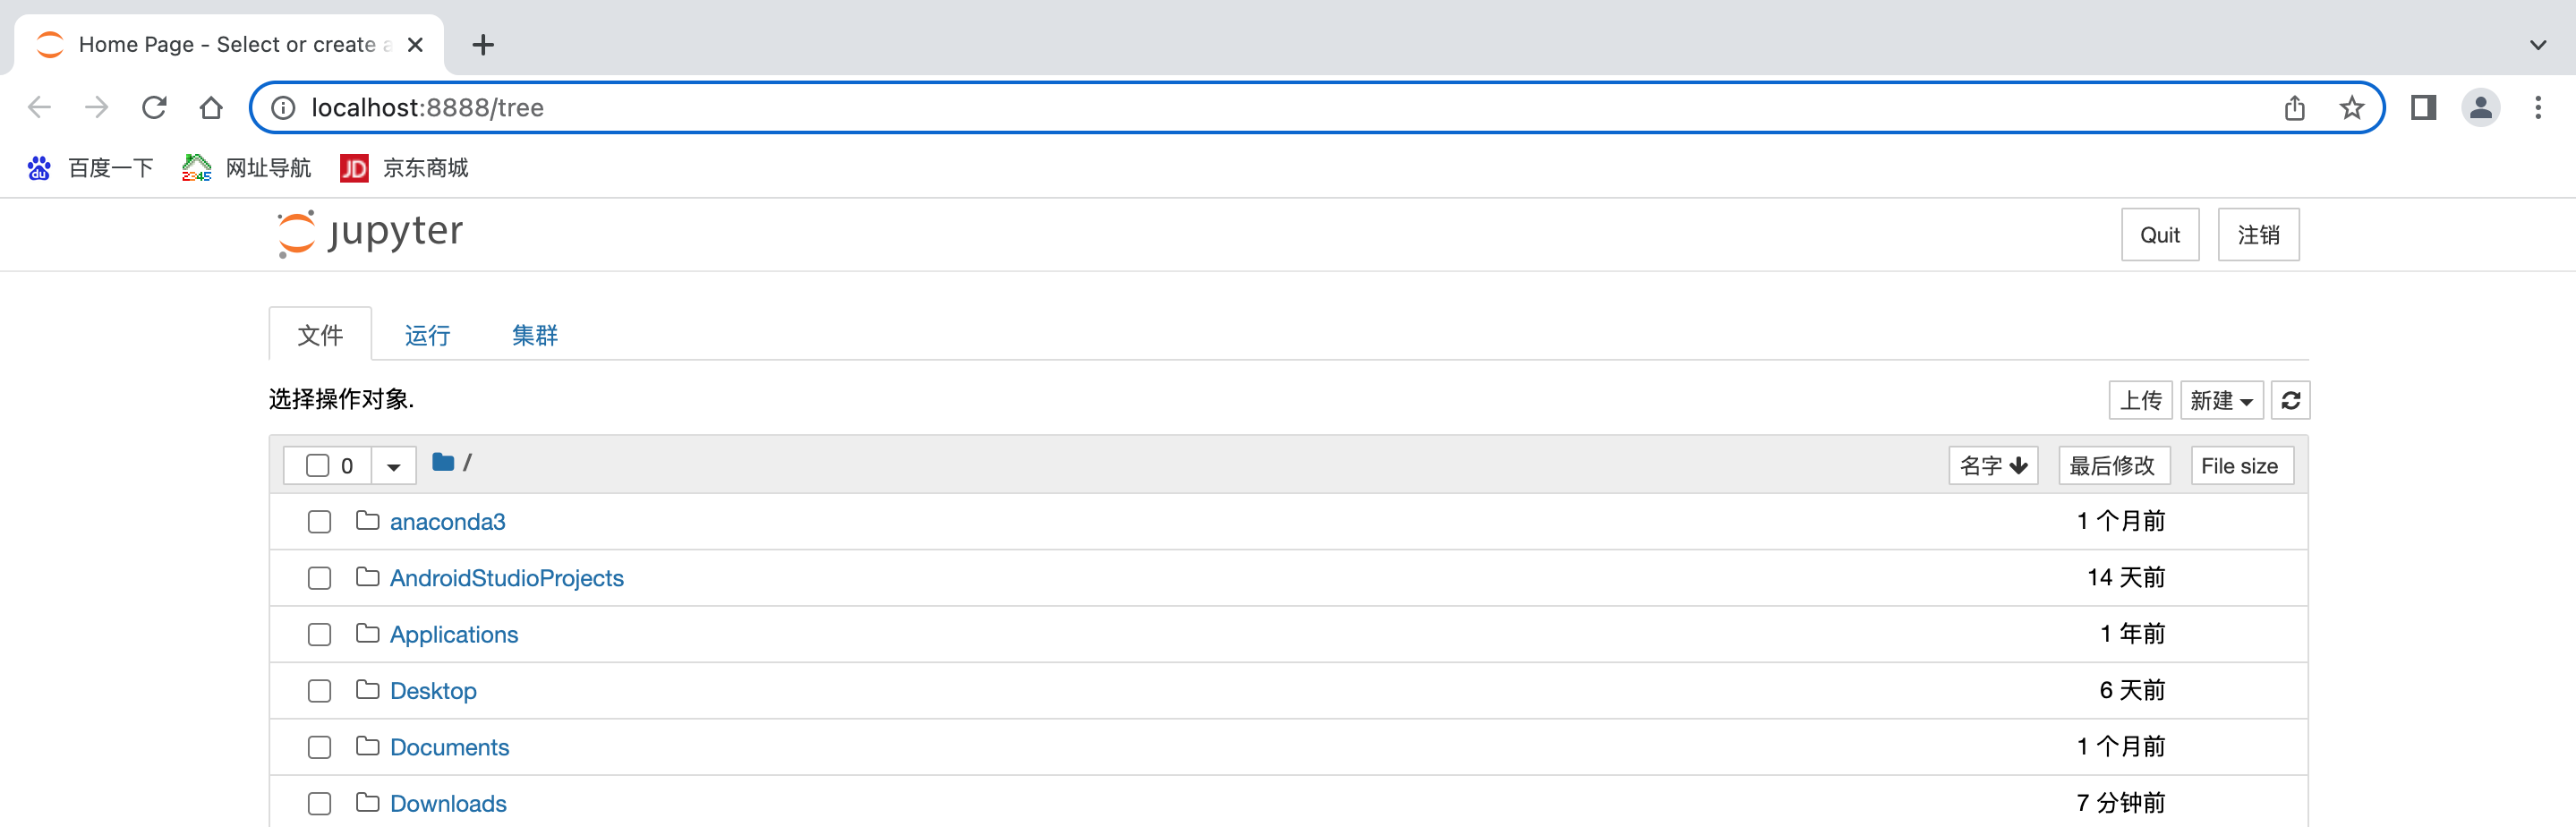 Home Page - Select or create a
localhost:8888/tree
百度一下 2345 网址导航 JD 京东商城
jupyter Quit 注销
文件 运行 集群
选择操作对象. 上传 新建
0 / 名字 最后修改 File size
anaconda3 1 个月前
AndroidStudioProjects 14 天前
Applications 1 年前
Desktop 6 天前
Documents 1 个月前
Downloads 7 分钟前